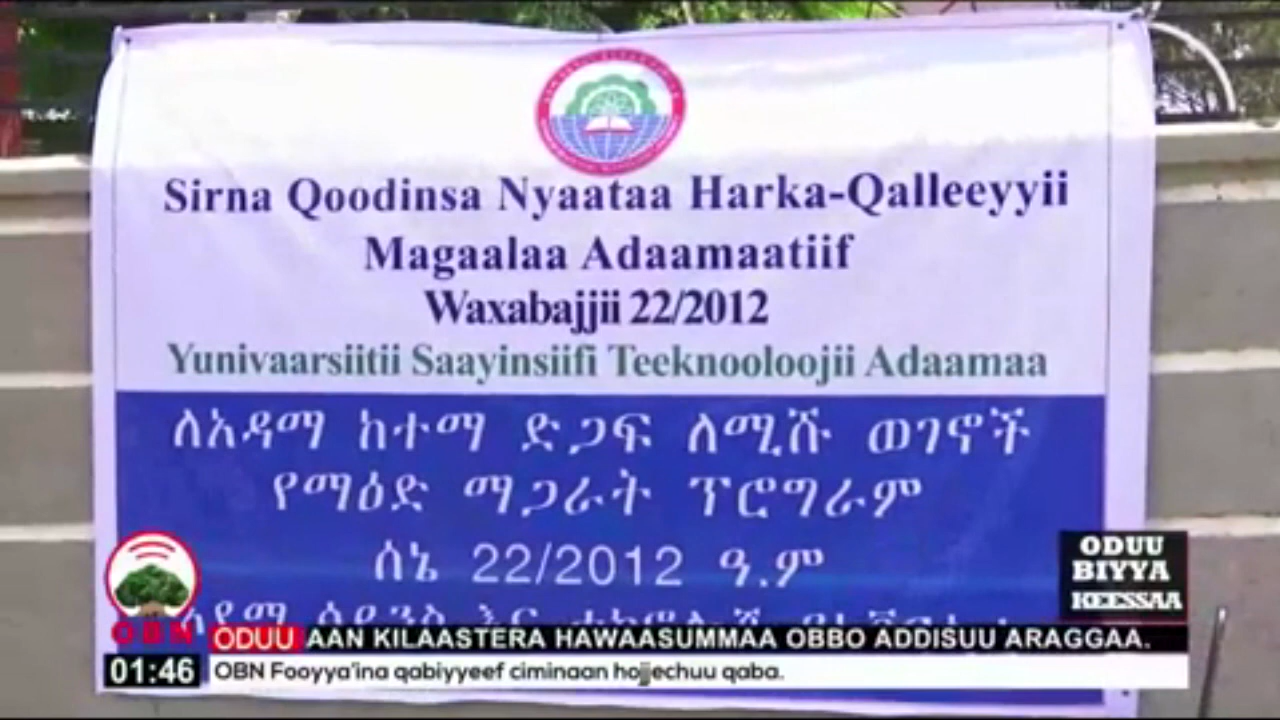 Sirna Qoodinsa Nyaataa Harka-Qalleeyyii
Magaalaa Adaamaatiif
Waxabajjii 22/2012
Yunivaarsiitii Saayinsiifi Teeknooloojii Adaamaa
ለአዳማ ከተማ ድጋፍ ለሚሹ ወገኖች
የማዕድ ማጋራት ፕሮግራም
ሰኔ 22/2012 ዓ.ም
ODUU BIYYA KEESSAA
OBN
ODUU AAN KILAASTERA HAWAASUMMAA OBBO ADDISUU ARAGGAA.
01:46 OBN Fooyya'ina qabiyyeef ciminaan hojjechuu qaba.